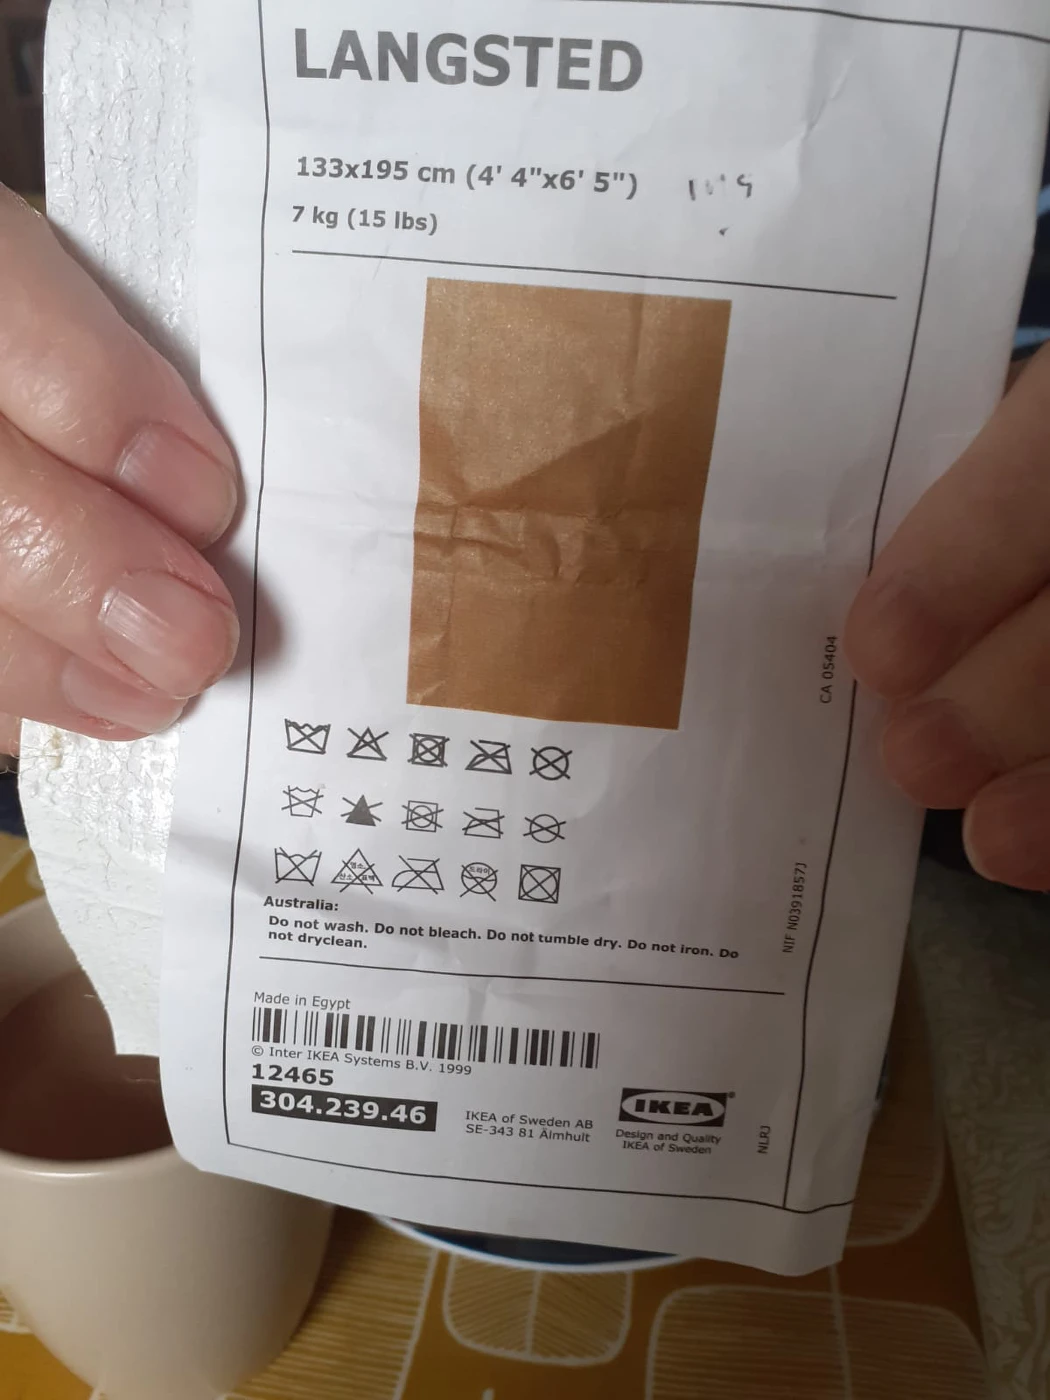 LANGSTED
133x195 cm (4' 4"x6' 5")
7 kg (15 lbs)
CA 05404
Australia:
Do not wash. Do not bleach. Do not tumble dry. Do not iron. Do
not dryclean.
NIF N0391857J
Made in Egypt
© Inter IKEA Systems B.V. 1999
12465
304.239.46
IKEA of Sweden AB
SE-343 81 Älmhult
IKEA®
Design and Quality
IKEA of Sweden
NLRJ